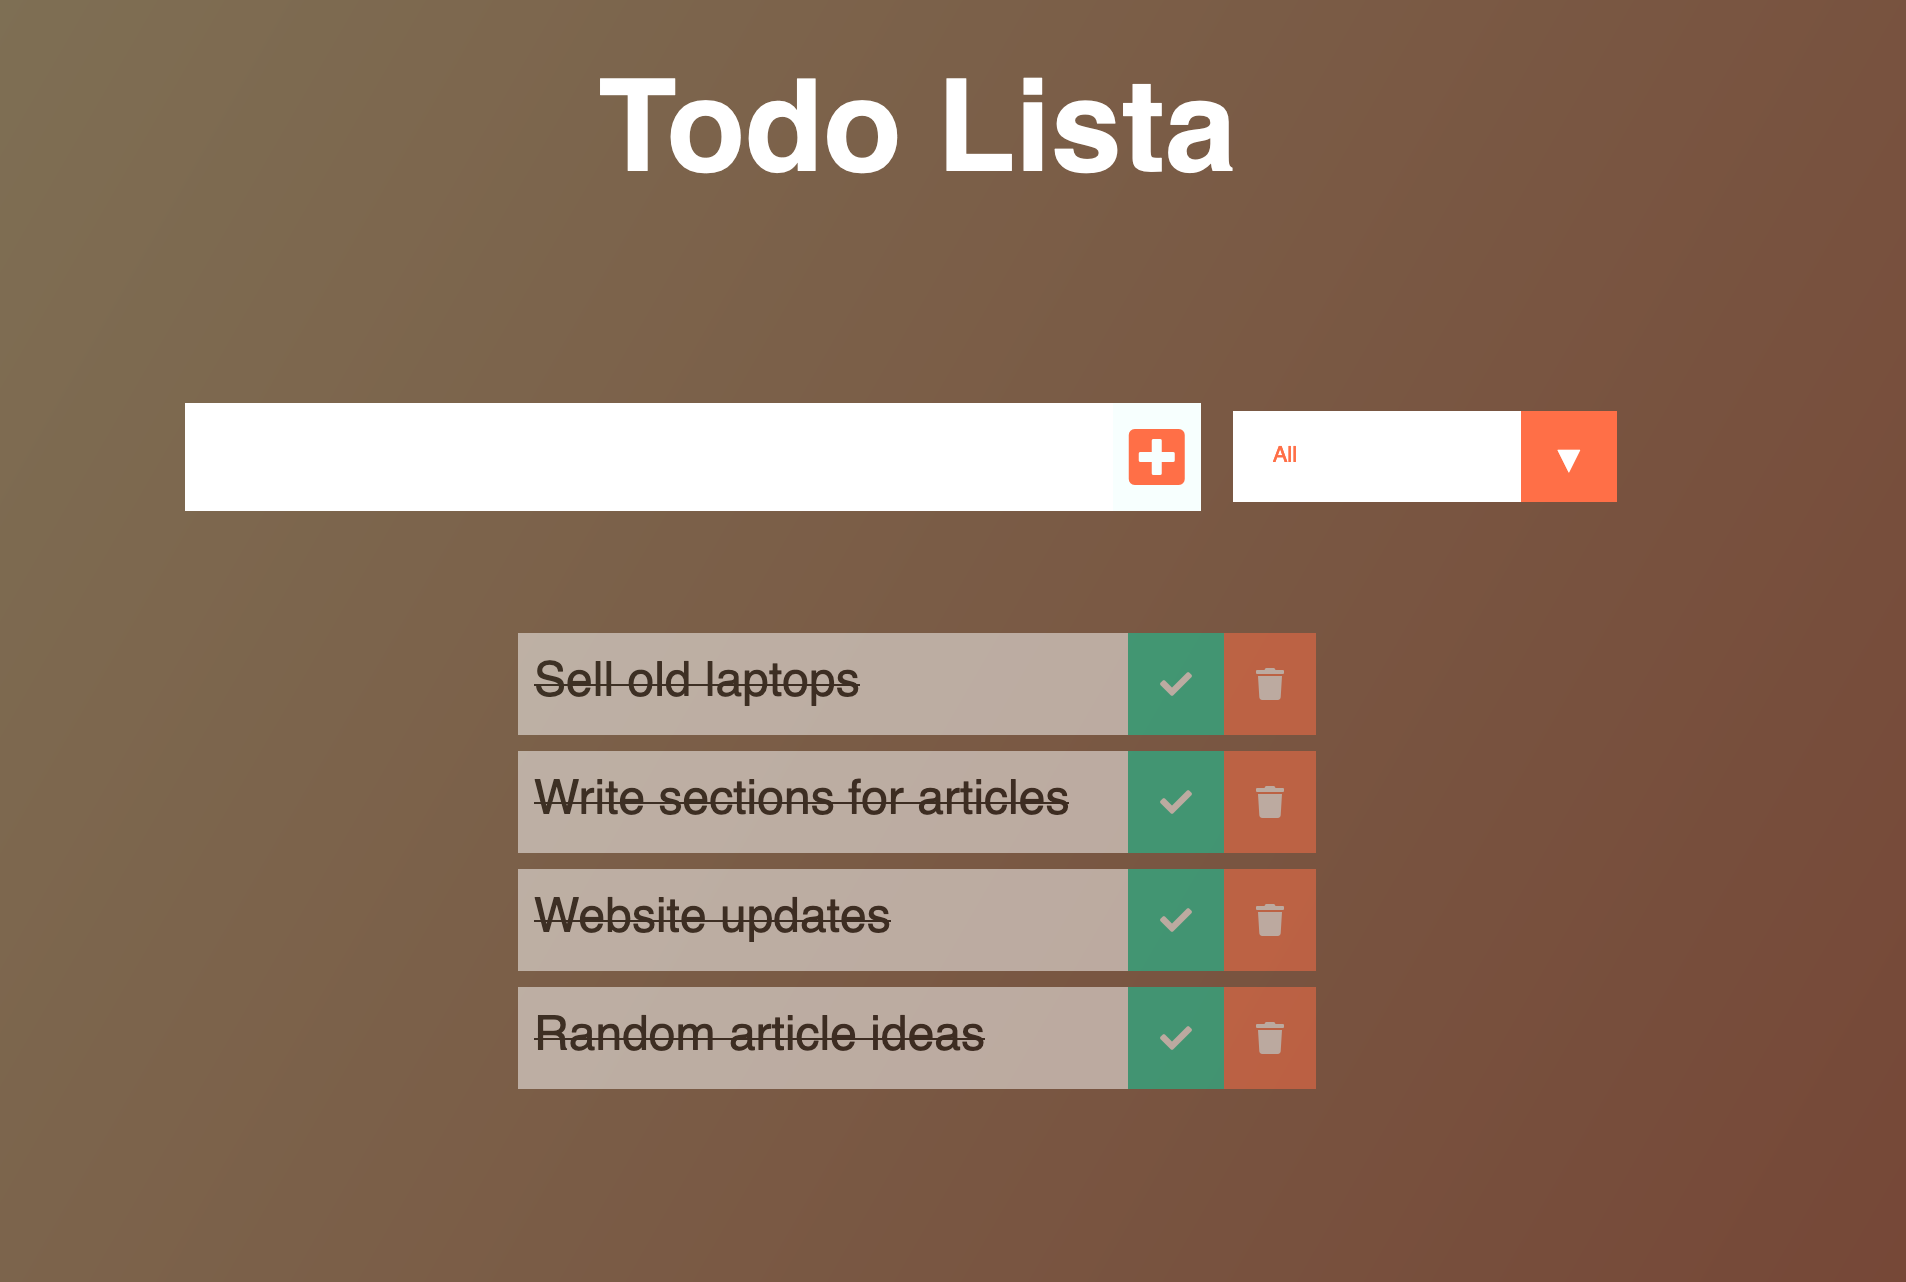 Todo Lista
All
Sell old laptops
Write sections for articles
Website updates
Random article ideas